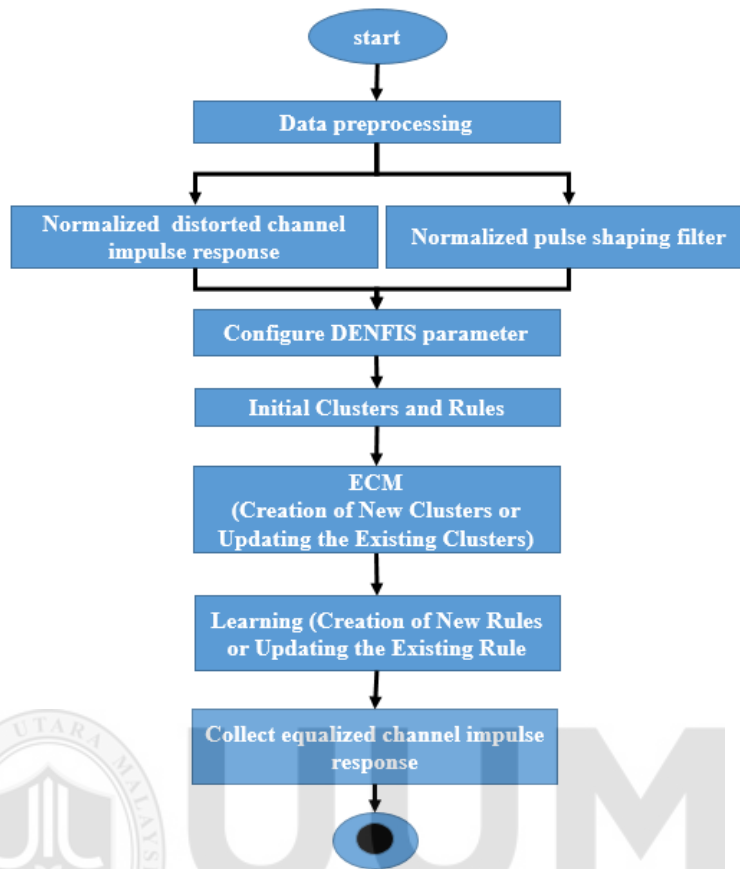 start
Data preprocessing
Normalized distorted channel
impulse response
Normalized pulse shaping filter
Configure DENFIS parameter
Initial Clusters and Rules
ECM
(Creation of New Clusters or
Updating the Existing Clusters)
Learning (Creation of New Rules
or Updating the Existing Rule
Collect equalized channel impulse
response
UTARA MALAYS
UUM